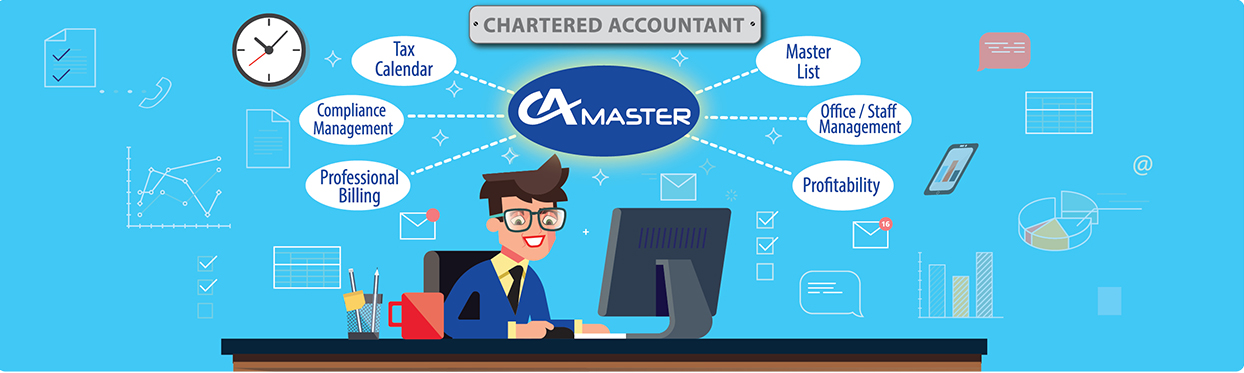 CHARTERED ACCOUNTANT
Tax
Calendar
Master
List
CA MASTER
Compliance
Management
Office / Staff
Management
Professional
Billing
Profitability
@
16